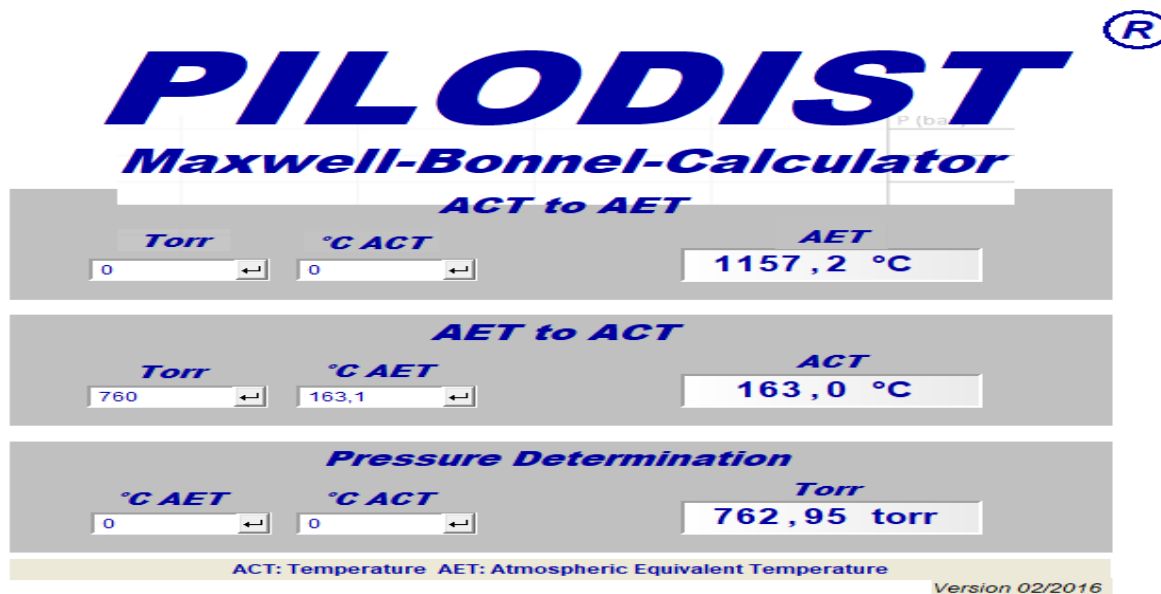 ®
PILODIST
P (ba
Maxwell-Bonnel-Calculator
ACT to AET
Torr °C ACT AET
0 0 1157,2 °C
AET to ACT
Torr °C AET ACT
760 163,1 163,0 °C
Pressure Determination
°C AET °C ACT Torr
0 0 762,95 torr
ACT: Temperature AET: Atmospheric Equivalent Temperature
Version 02/2016